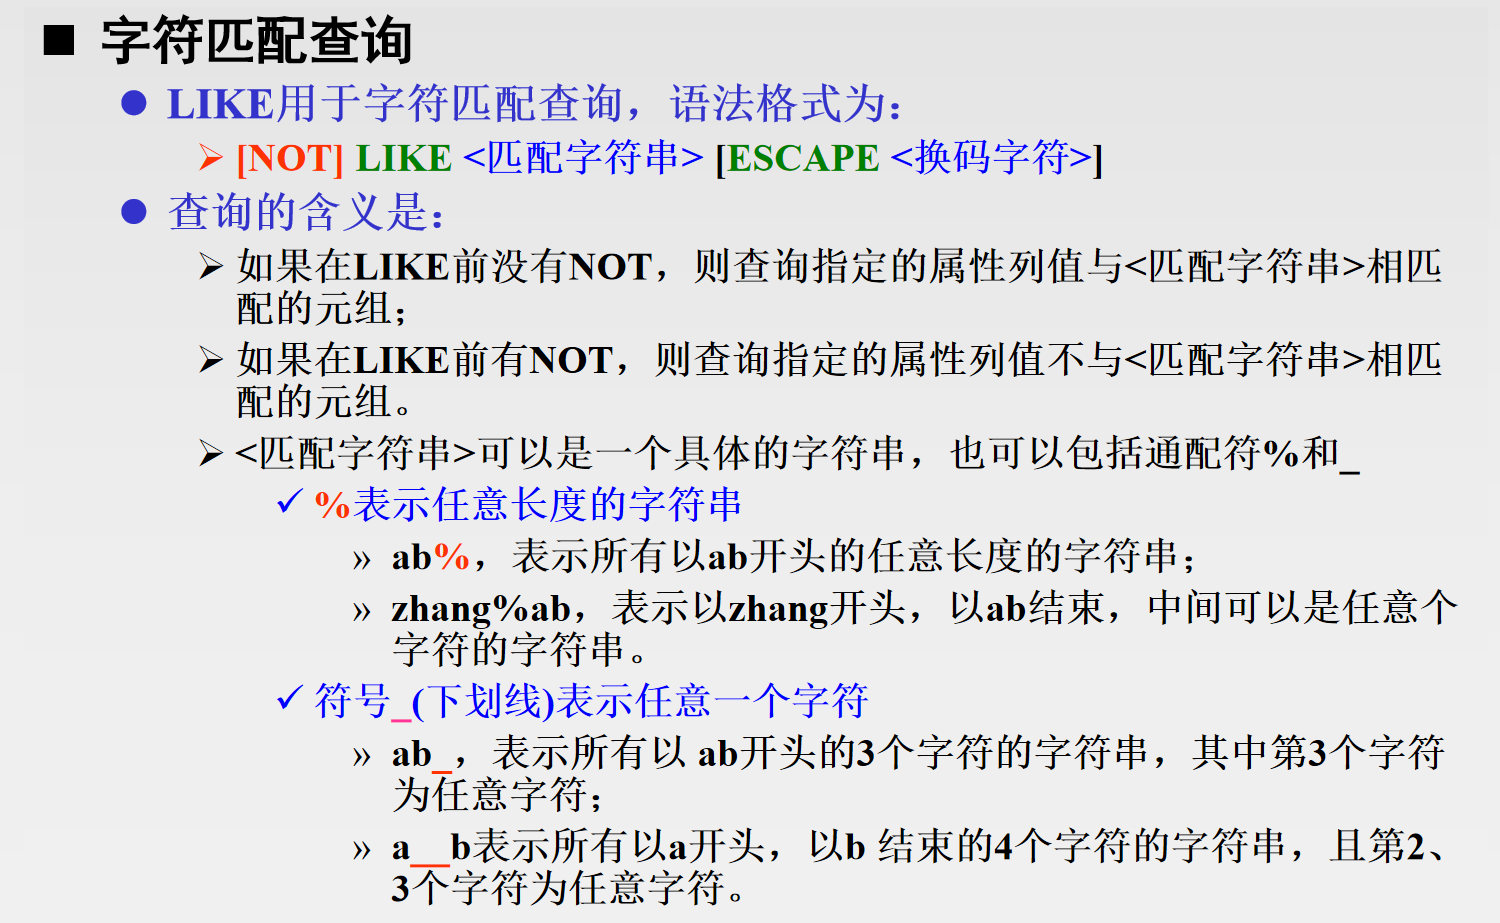 ■ 字符匹配查询
● LIKE用于字符匹配查询，语法格式为：
➢ [NOT] LIKE <匹配字符串> [ESCAPE <换码字符>]
● 查询的含义是：
➢ 如果在LIKE前没有NOT，则查询指定的属性列值与<匹配字符串>相匹
配的元组；
➢ 如果在LIKE前有NOT，则查询指定的属性列值不与<匹配字符串>相匹
配的元组。
➢ <匹配字符串>可以是一个具体的字符串，也可以包括通配符%和_
✓ %表示任意长度的字符串
» ab%，表示所有以ab开头的任意长度的字符串；
» zhang%ab，表示以zhang开头，以ab结束，中间可以是任意个
字符的字符串。
✓ 符号_(下划线)表示任意一个字符
» ab_，表示所有以 ab开头的3个字符的字符串，其中第3个字符
为任意字符；
» a__b表示所有以a开头，以b 结束的4个字符的字符串，且第2、
3个字符为任意字符。